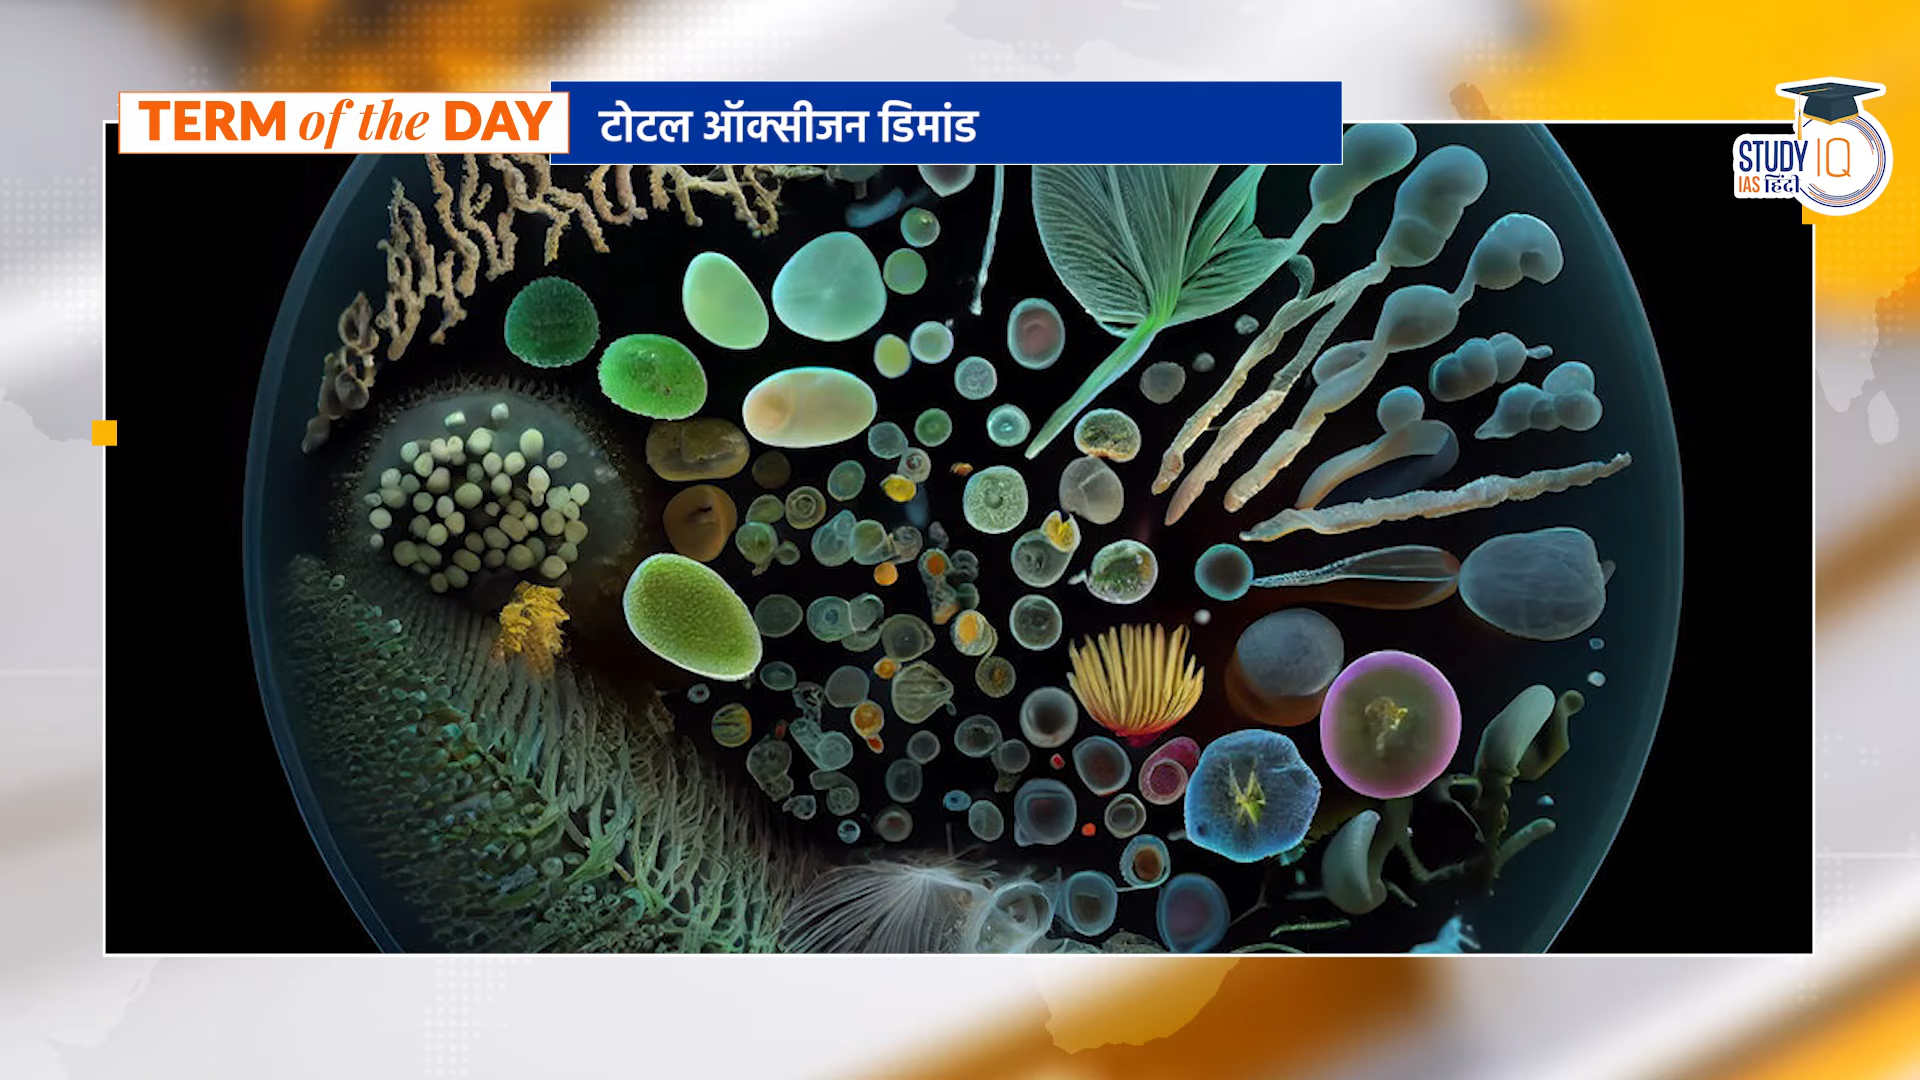 TERM of the DAY
टोटल ऑक्सीजन डिमांड
STUDY IQ
IAS हिंदी